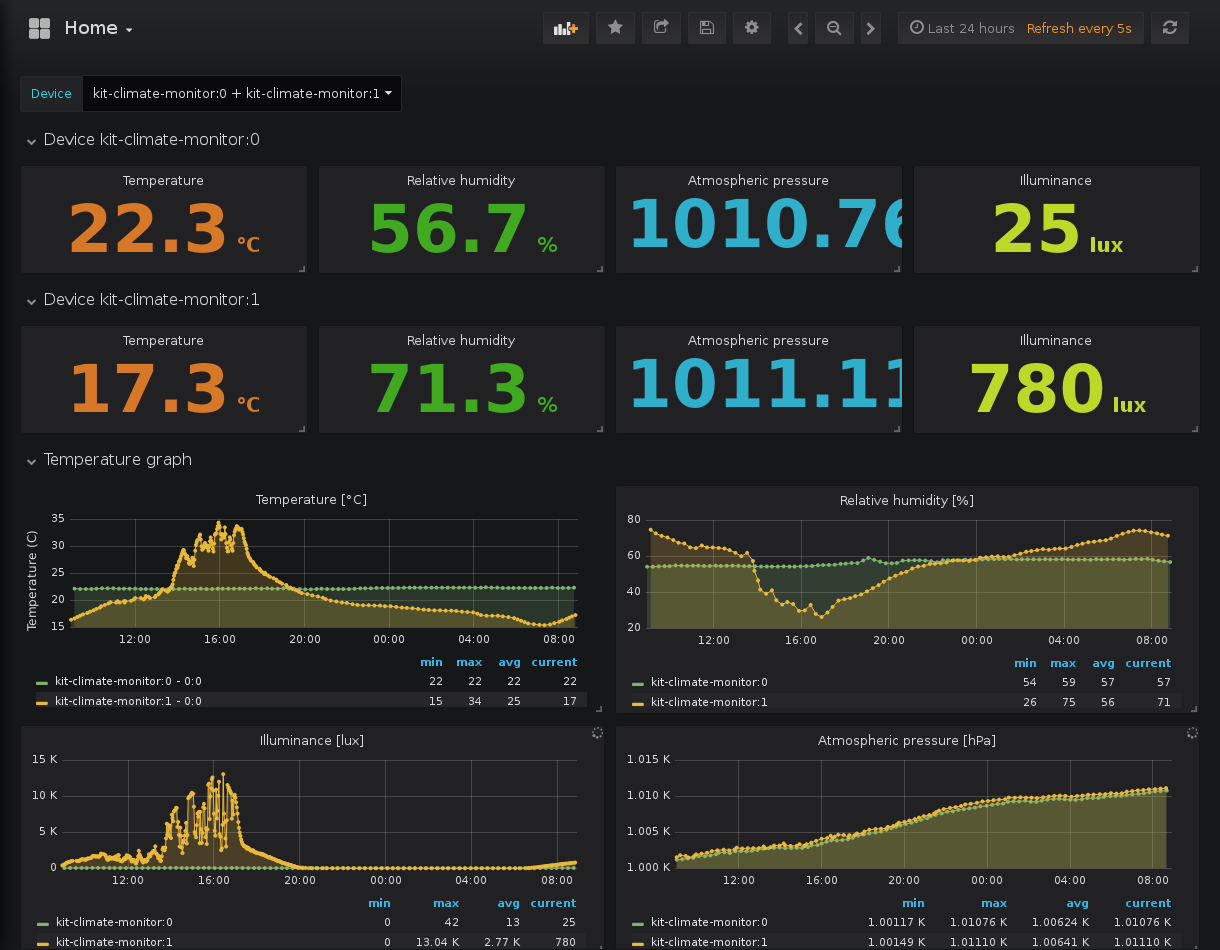 Home
Last 24 hours Refresh every 5s
Device kit-climate-monitor:0 + kit-climate-monitor:1
Device kit-climate-monitor:0
Temperature Relative humidity Atmospheric pressure Illuminance
22.3 °C 56.7 % 1010.76 25 lux
Device kit-climate-monitor:1
Temperature Relative humidity Atmospheric pressure Illuminance
17.3 °C 71.3 % 1011.11 780 lux
Temperature graph
Temperature [°C]
Temperature (C)
35
30
25
20
15
12:00 16:00 20:00 00:00 04:00 08:00
min max avg current
kit-climate-monitor:0 - 0:0 22 22 22 22
kit-climate-monitor:1 - 0:0 15 34 25 17
Relative humidity [%]
80
60
40
20
12:00 16:00 20:00 00:00 04:00 08:00
min max avg current
kit-climate-monitor:0 54 59 57 57
kit-climate-monitor:1 26 75 56 71
Illuminance [lux]
15 K
10 K
5 K
0
12:00 16:00 20:00 00:00 04:00 08:00
min max avg current
kit-climate-monitor:0 0 42 13 25
kit-climate-monitor:1 0 13.04 K 2.77 K 780
Atmospheric pressure [hPa]
1.015 K
1.010 K
1.005 K
1.000 K
12:00 16:00 20:00 00:00 04:00 08:00
min max avg current
kit-climate-monitor:0 1.00117 K 1.01076 K 1.00624 K 1.01076 K
kit-climate-monitor:1 1.00149 K 1.01110 K 1.00641 K 1.01110 K